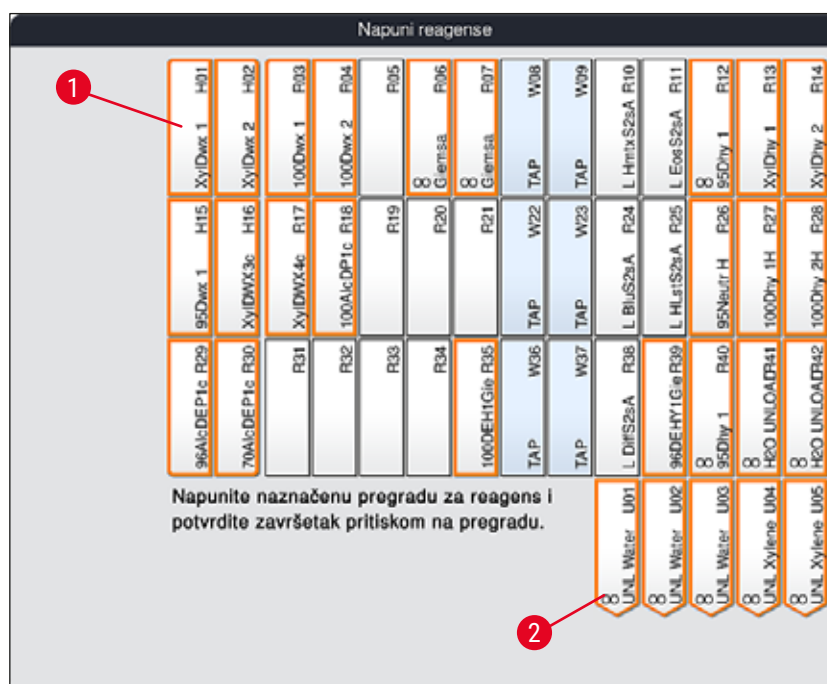 Napuni reagense
1
XylDwx 1 H01
XylDwx 2 H02
100Dwx 1 R03
100Dwx 2 R04
R05
∞ Giemsa R06
∞ Giemsa R07
TAP W08
TAP W09
L HmtxS2sA R10
L EosS2sA R11
∞ 95Dhy 1 R12
XylDhy 1 R13
XylDhy 2 R14
95Dwx 1 H15
XylDWX3c H16
XylDWX4c R17
100AlcDP1c R18
R19
R20
R21
TAP W22
TAP W23
L BluS2sA R24
L HLstS2sA R25
95Neutr H R26
100Dhy 1H R27
100Dhy 2H R28
96AlcDEP1c R29
70AlcDEP1c R30
R31
R32
R33
R34
100DEH1Gie R35
TAP W36
TAP W37
L DiffS2sA R38
96DEHY1Gie R39
∞ 95Dhy 1 R40
∞ H2O UNLOAD R41
∞ H2O UNLOAD R42
Napunite naznačenu pregradu za reagens i
potvrdite završetak pritiskom na pregradu.
∞ UNL Water U01
∞ UNL Water U02
∞ UNL Water U03
∞ UNL Xylene U04
∞ UNL Xylene U05
2